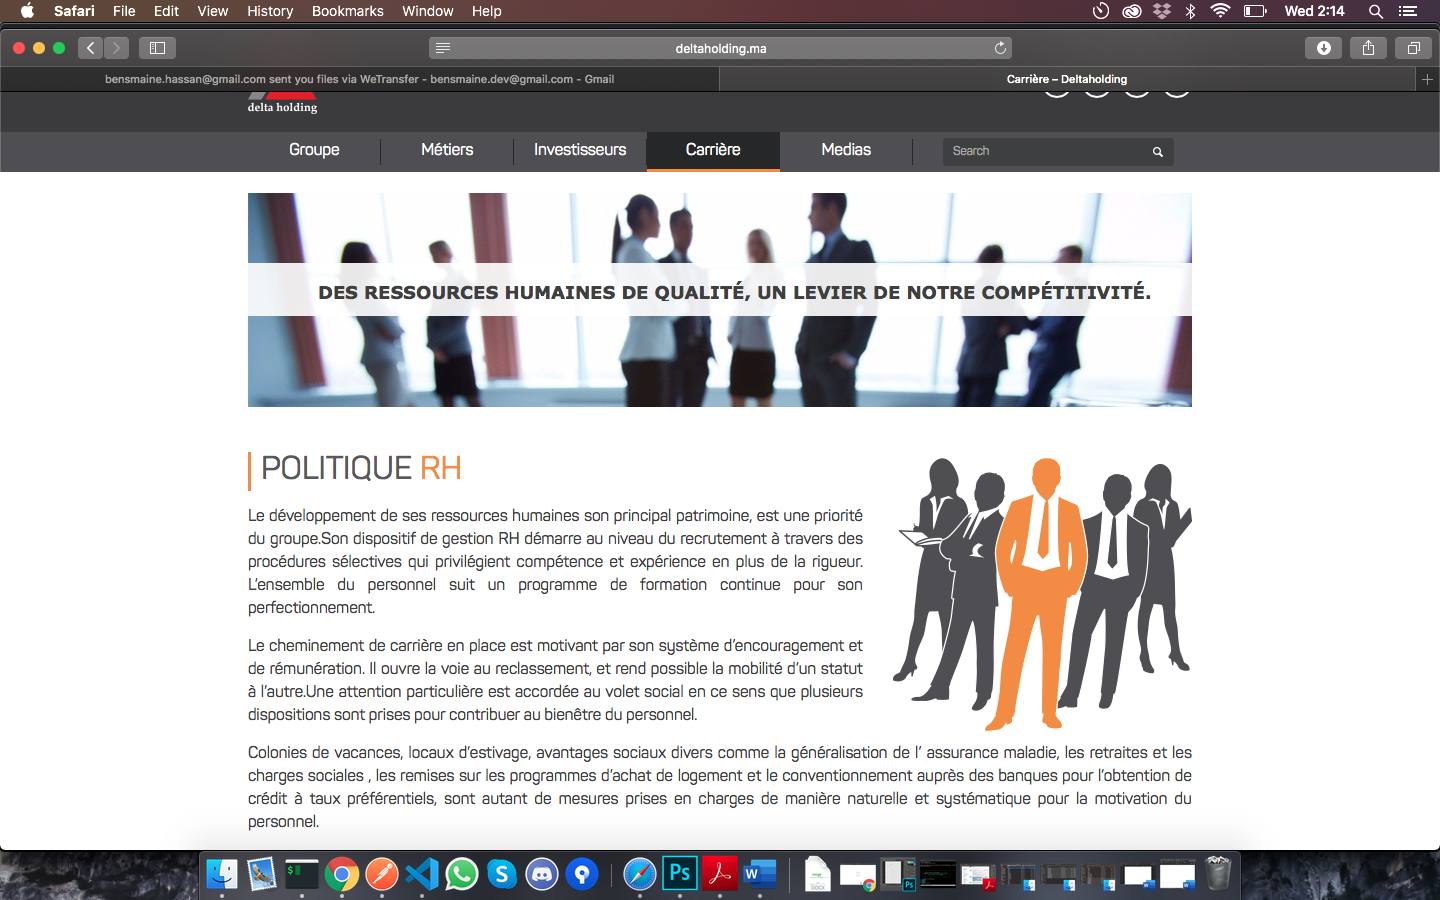 Safari File Edit View History Bookmarks Window Help
Wed 2:14
deltaholding.ma
bensmaine.hassan@gmail.com sent you files via WeTransfer - bensmaine.dev@gmail.com - Gmail
Carrière – Deltaholding
delta holding
Groupe Métiers Investisseurs Carrière Medias Search
DES RESSOURCES HUMAINES DE QUALITÉ, UN LEVIER DE NOTRE COMPÉTITIVITÉ.
POLITIQUE RH
Le développement de ses ressources humaines son principal patrimoine, est une priorité
du groupe.Son dispositif de gestion RH démarre au niveau du recrutement à travers des
procédures sélectives qui privilégient compétence et expérience en plus de la rigueur.
L’ensemble du personnel suit un programme de formation continue pour son
perfectionnement.
Le cheminement de carrière en place est motivant par son système d’encouragement et
de rémunération. Il ouvre la voie au reclassement, et rend possible la mobilité d’un statut
à l’autre.Une attention particulière est accordée au volet social en ce sens que plusieurs
dispositions sont prises pour contribuer au bienêtre du personnel.
Colonies de vacances, locaux d’estivage, avantages sociaux divers comme la généralisation de l’ assurance maladie, les retraites et les
charges sociales , les remises sur les programmes d’achat de logement et le conventionnement auprès des banques pour l’obtention de
crédit à taux préférentiels, sont autant de mesures prises en charges de manière naturelle et systématique pour la motivation du
personnel.
Ps
DOCX